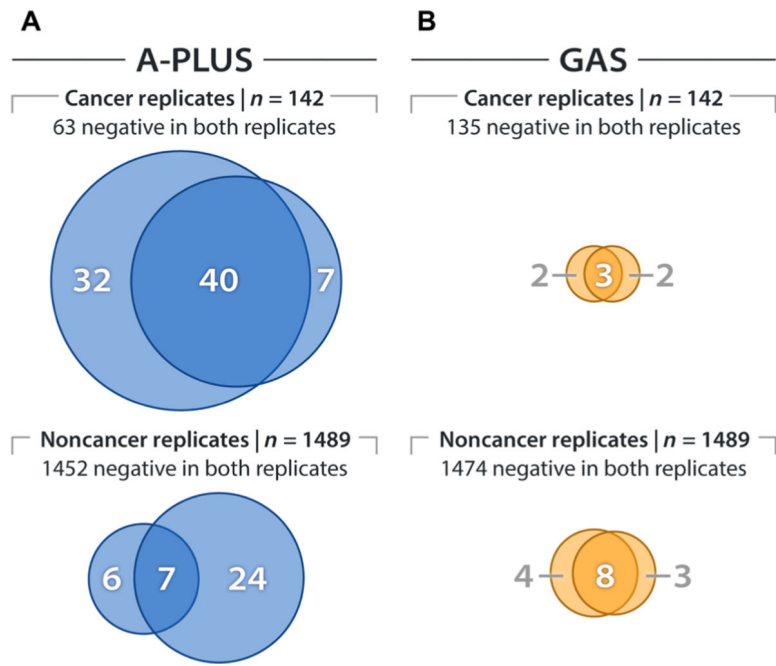 A
A-PLUS
Cancer replicates | n = 142
63 negative in both replicates
32 40 7
Noncancer replicates | n = 1489
1452 negative in both replicates
6 7 24
B
GAS
Cancer replicates | n = 142
135 negative in both replicates
2 3 2
Noncancer replicates | n = 1489
1474 negative in both replicates
4 8 3